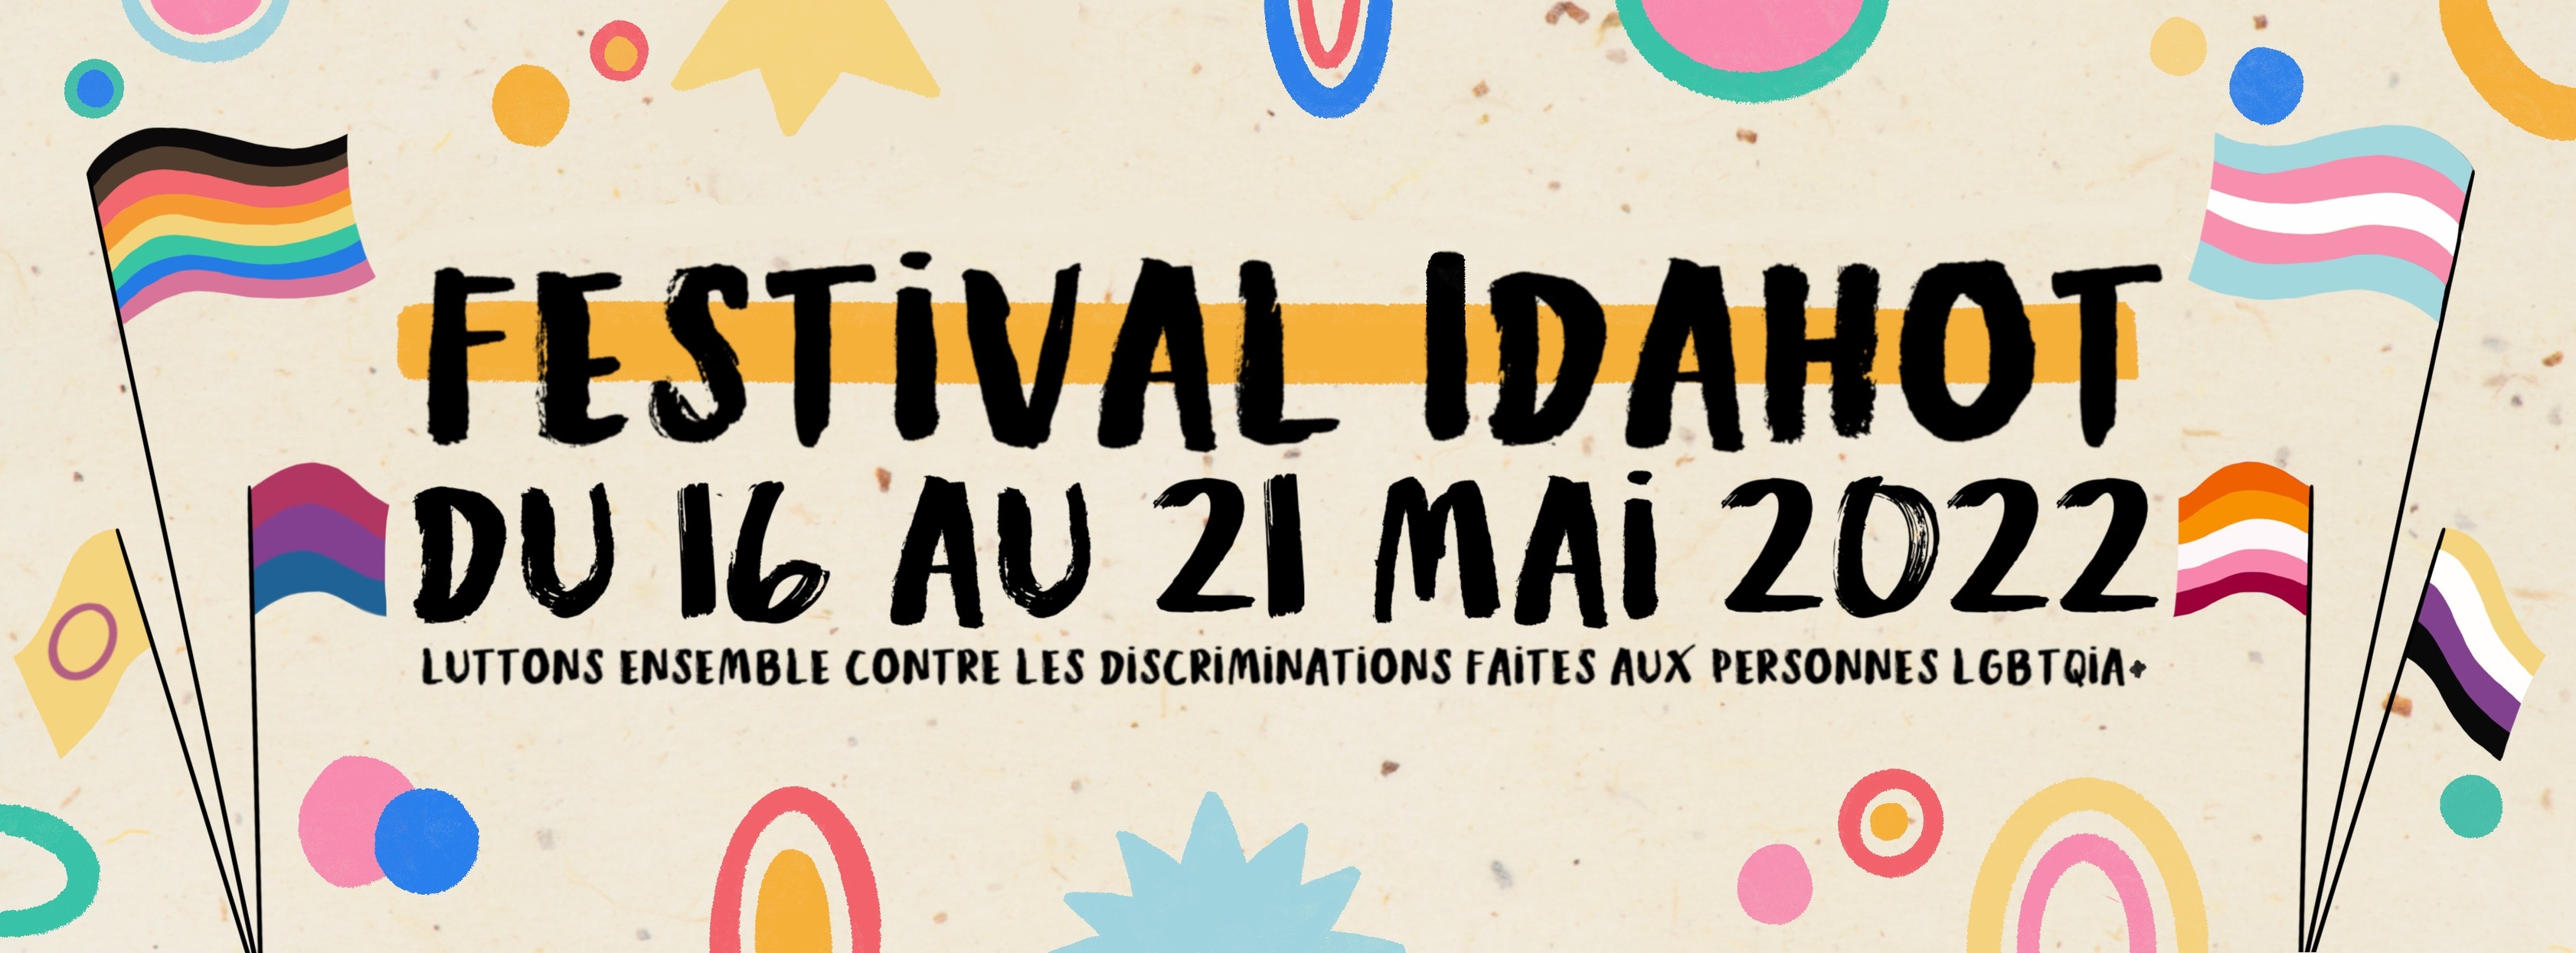 FESTIVAL IDAHOT
DU 16 AU 21 MAI 2022
LUTTONS ENSEMBLE CONTRE LES DISCRIMINATIONS FAITES AUX PERSONNES LGBTQIA+